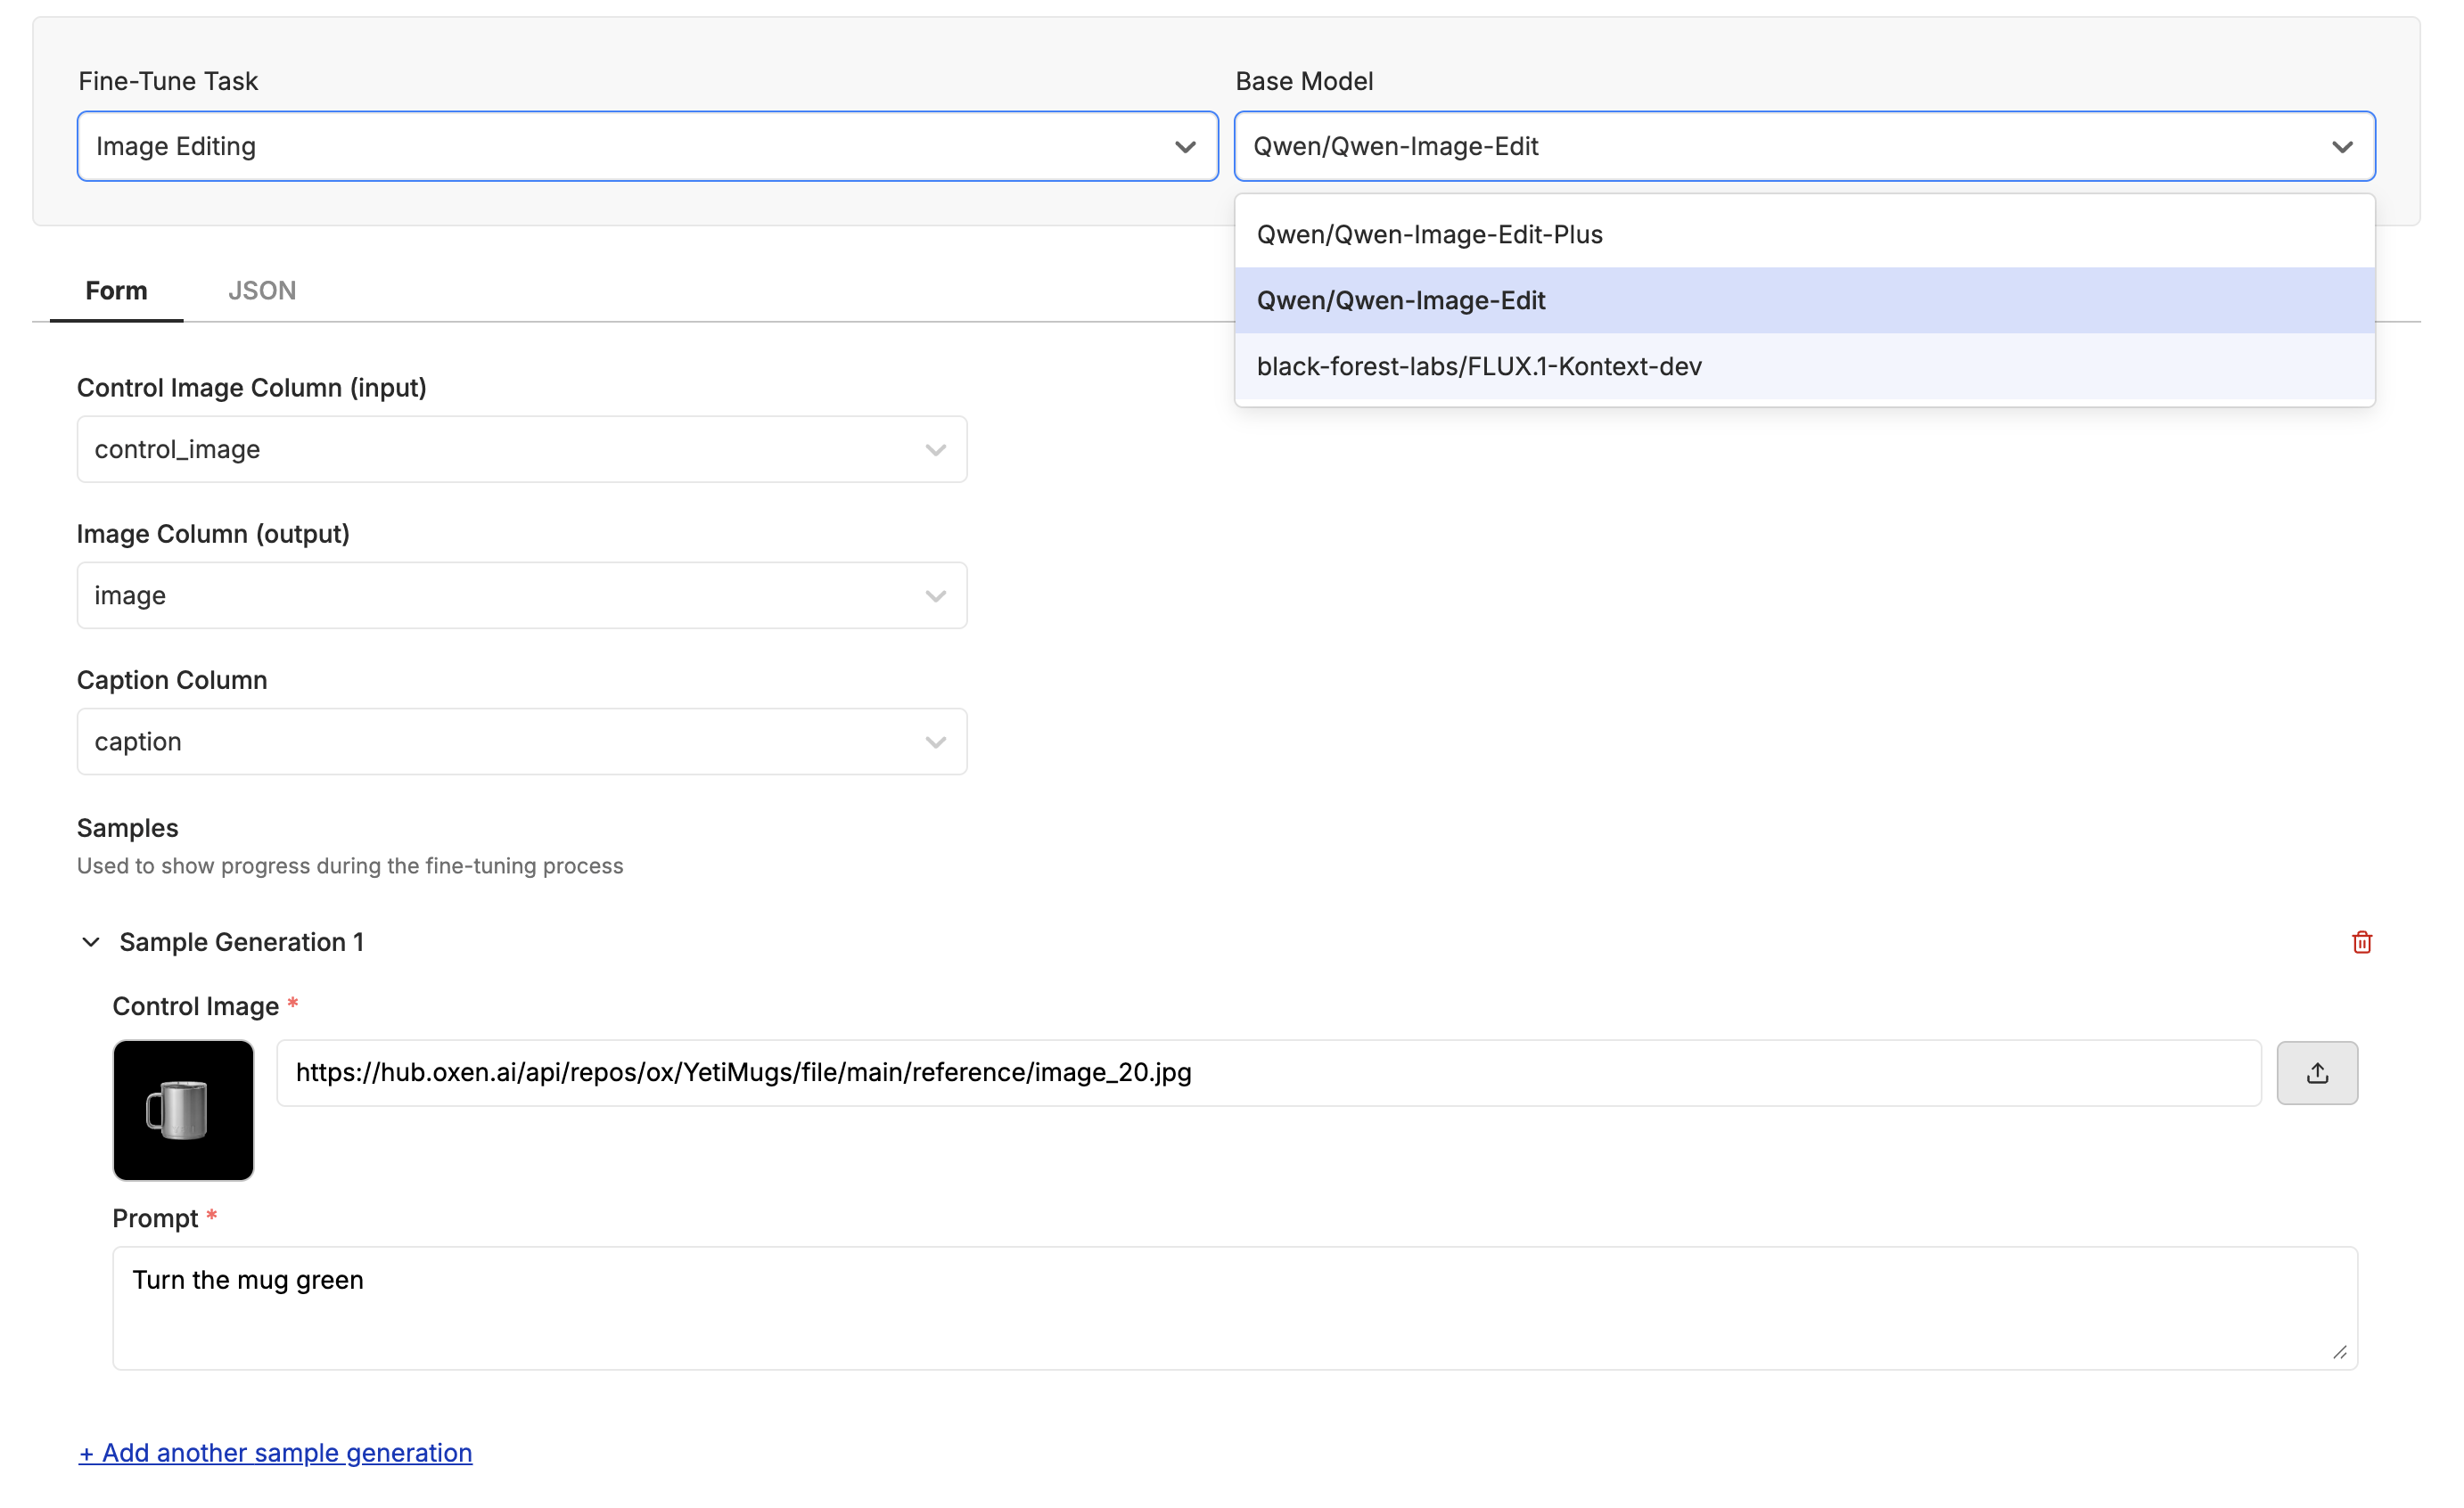 Fine-Tune Task
Base Model
Image Editing
Qwen/Qwen-Image-Edit
Qwen/Qwen-Image-Edit-Plus
Qwen/Qwen-Image-Edit
black-forest-labs/FLUX.1-Kontext-dev
Form
JSON
Control Image Column (input)
control_image
Image Column (output)
image
Caption Column
caption
Samples
Used to show progress during the fine-tuning process
Sample Generation 1
Control Image *
https://hub.oxen.ai/api/repos/ox/YetiMugs/file/main/reference/image_20.jpg
Prompt *
Turn the mug green
+ Add another sample generation